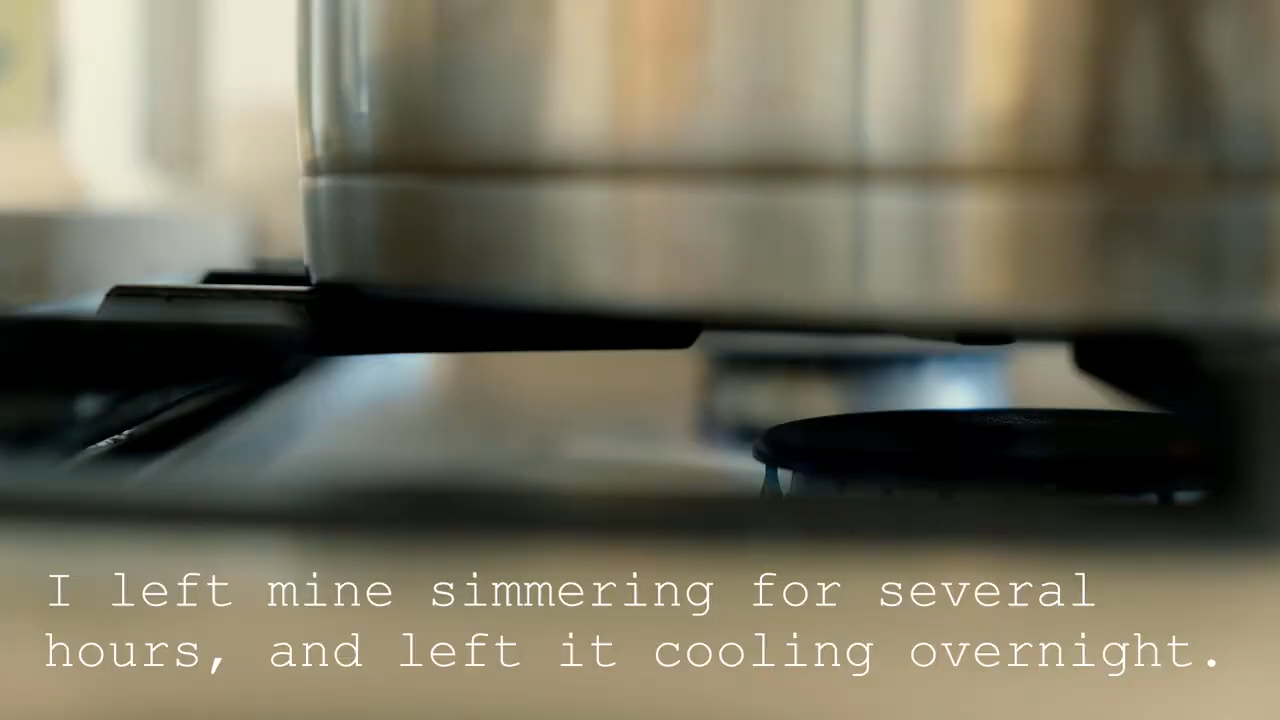 I left mine simmering for several
hours, and left it cooling overnight.